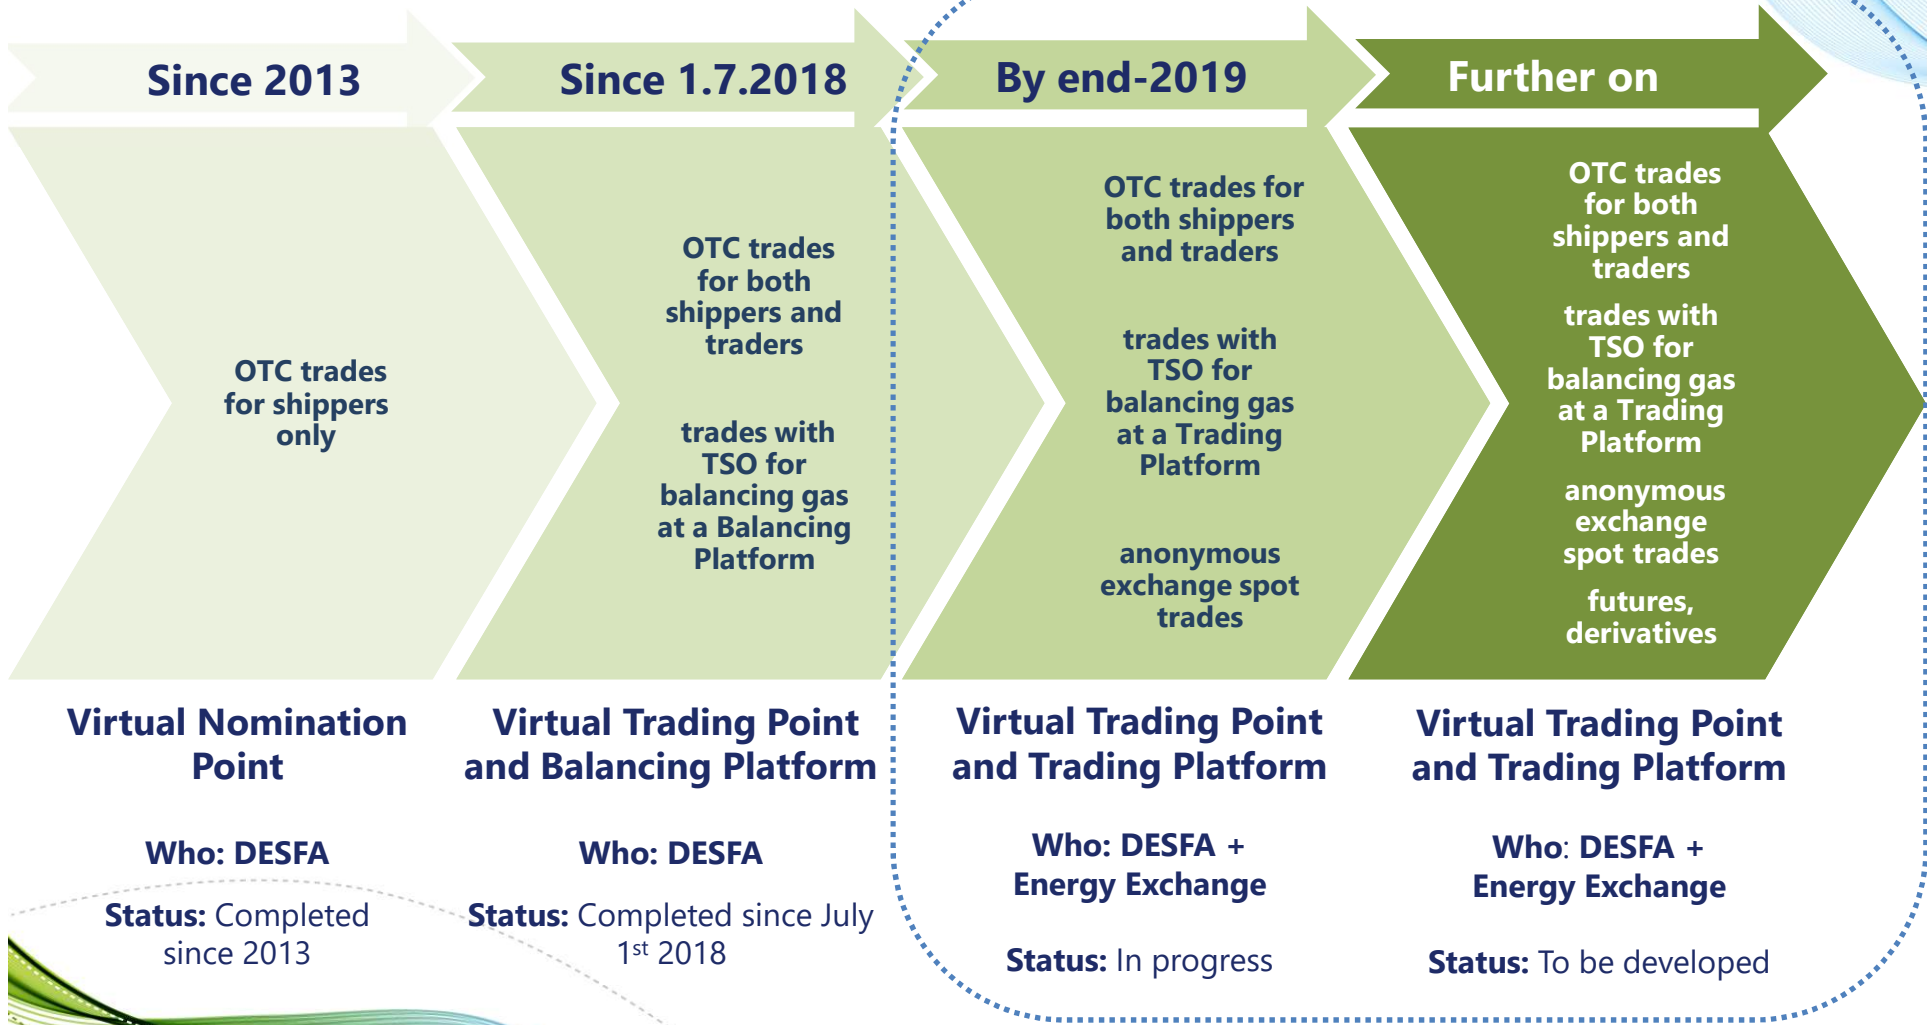 Since 2013
Since 1.7.2018
By end-2019
Further on
OTC trades
for shippers
only
OTC trades
for both
shippers and
traders
trades with
TSO for
balancing gas
at a Balancing
Platform
OTC trades for
both shippers
and traders
trades with
TSO for
balancing gas
at a Trading
Platform
anonymous
exchange spot
trades
OTC trades
for both
shippers and
traders
trades with
TSO for
balancing gas
at a Trading
Platform
anonymous
exchange
spot trades
futures,
derivatives
Virtual Nomination
Point
Who: DESFA
Status: Completed
since 2013
Virtual Trading Point
and Balancing Platform
Who: DESFA
Status: Completed since July
1st 2018
Virtual Trading Point
and Trading Platform
Who: DESFA +
Energy Exchange
Status: In progress
Virtual Trading Point
and Trading Platform
Who: DESFA +
Energy Exchange
Status: To be developed